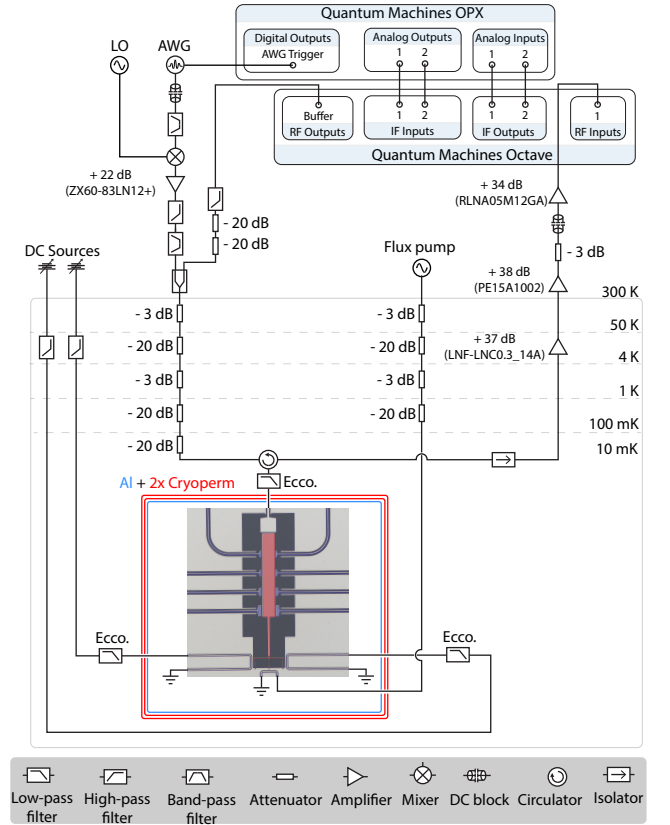 Quantum Machines OPX
Digital Outputs
AWG Trigger
Analog Outputs
1 2
Analog Inputs
1 2
LO
AWG
Buffer
RF Outputs
1 2
IF Inputs
1 2
IF Outputs
1
RF Inputs
Quantum Machines Octave
+ 22 dB
(ZX60-83LN12+)
+ 34 dB
(RLNA05M12GA)
- 20 dB
- 20 dB
- 3 dB
DC Sources
Flux pump
+ 38 dB
(PE15A1002)
300 K
- 3 dB
- 3 dB
50 K
- 20 dB
- 20 dB
+ 37 dB
(LNF-LNC0.3_14A)
4 K
- 3 dB
- 3 dB
1 K
- 20 dB
- 20 dB
100 mK
- 20 dB
10 mK
Al + 2x Cryoperm
Ecco.
Ecco.
Ecco.
Low-pass
filter
High-pass
filter
Band-pass
filter
Attenuator
Amplifier
Mixer
DC block
Circulator
Isolator